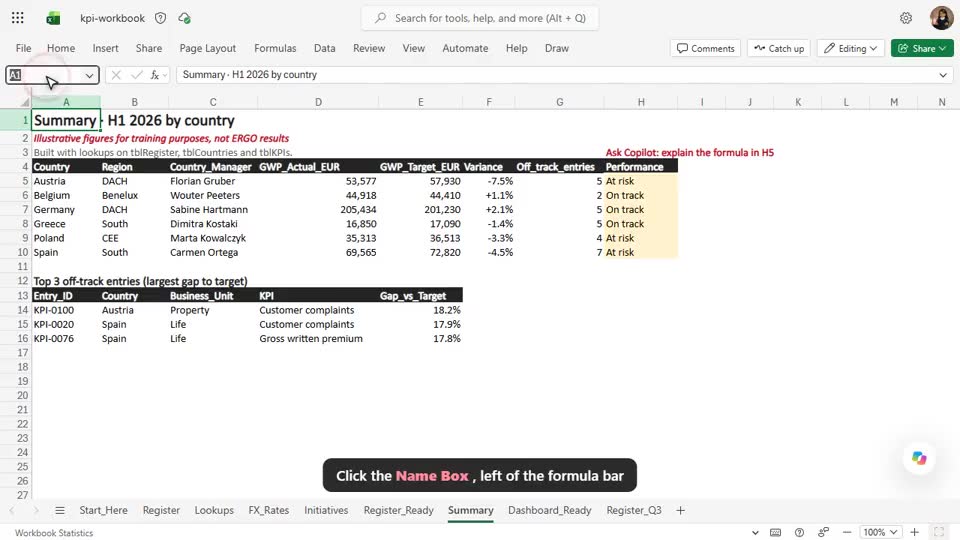 kpi-workbook
Search for tools, help, and more (Alt + Q)
File Home Insert Share Page Layout Formulas Data Review View Automate Help Draw
Comments Catch up Editing Share
A1 fx Summary · H1 2026 by country
A B C D E F G H I J K L M N
1 Summary · H1 2026 by country
2 Illustrative figures for training purposes, not ERGO results
3 Built with lookups on tblRegister, tblCountries and tblKPIs. Ask Copilot: explain the formula in H5
4 Country Region Country_Manager GWP_Actual_EUR GWP_Target_EUR Variance Off_track_entries Performance
5 Austria DACH Florian Gruber 53,577 57,930 -7.5% 5 At risk
6 Belgium Benelux Wouter Peeters 44,918 44,410 +1.1% 2 On track
7 Germany DACH Sabine Hartmann 205,434 201,230 +2.1% 5 On track
8 Greece South Dimitra Kostaki 16,850 17,090 -1.4% 5 On track
9 Poland CEE Marta Kowalczyk 35,313 36,513 -3.3% 4 At risk
10 Spain South Carmen Ortega 69,565 72,820 -4.5% 7 At risk
11
12 Top 3 off-track entries (largest gap to target)
13 Entry_ID Country Business_Unit KPI Gap_vs_Target
14 KPI-0100 Austria Property Customer complaints 18.2%
15 KPI-0020 Spain Life Customer complaints 17.9%
16 KPI-0076 Spain Life Gross written premium 17.8%
17
18
19
20
21
22
23
24
25
26
27
Click the Name Box , left of the formula bar
Start_Here Register Lookups FX_Rates Initiatives Register_Ready Summary Dashboard_Ready Register_Q3
Workbook Statistics 100%